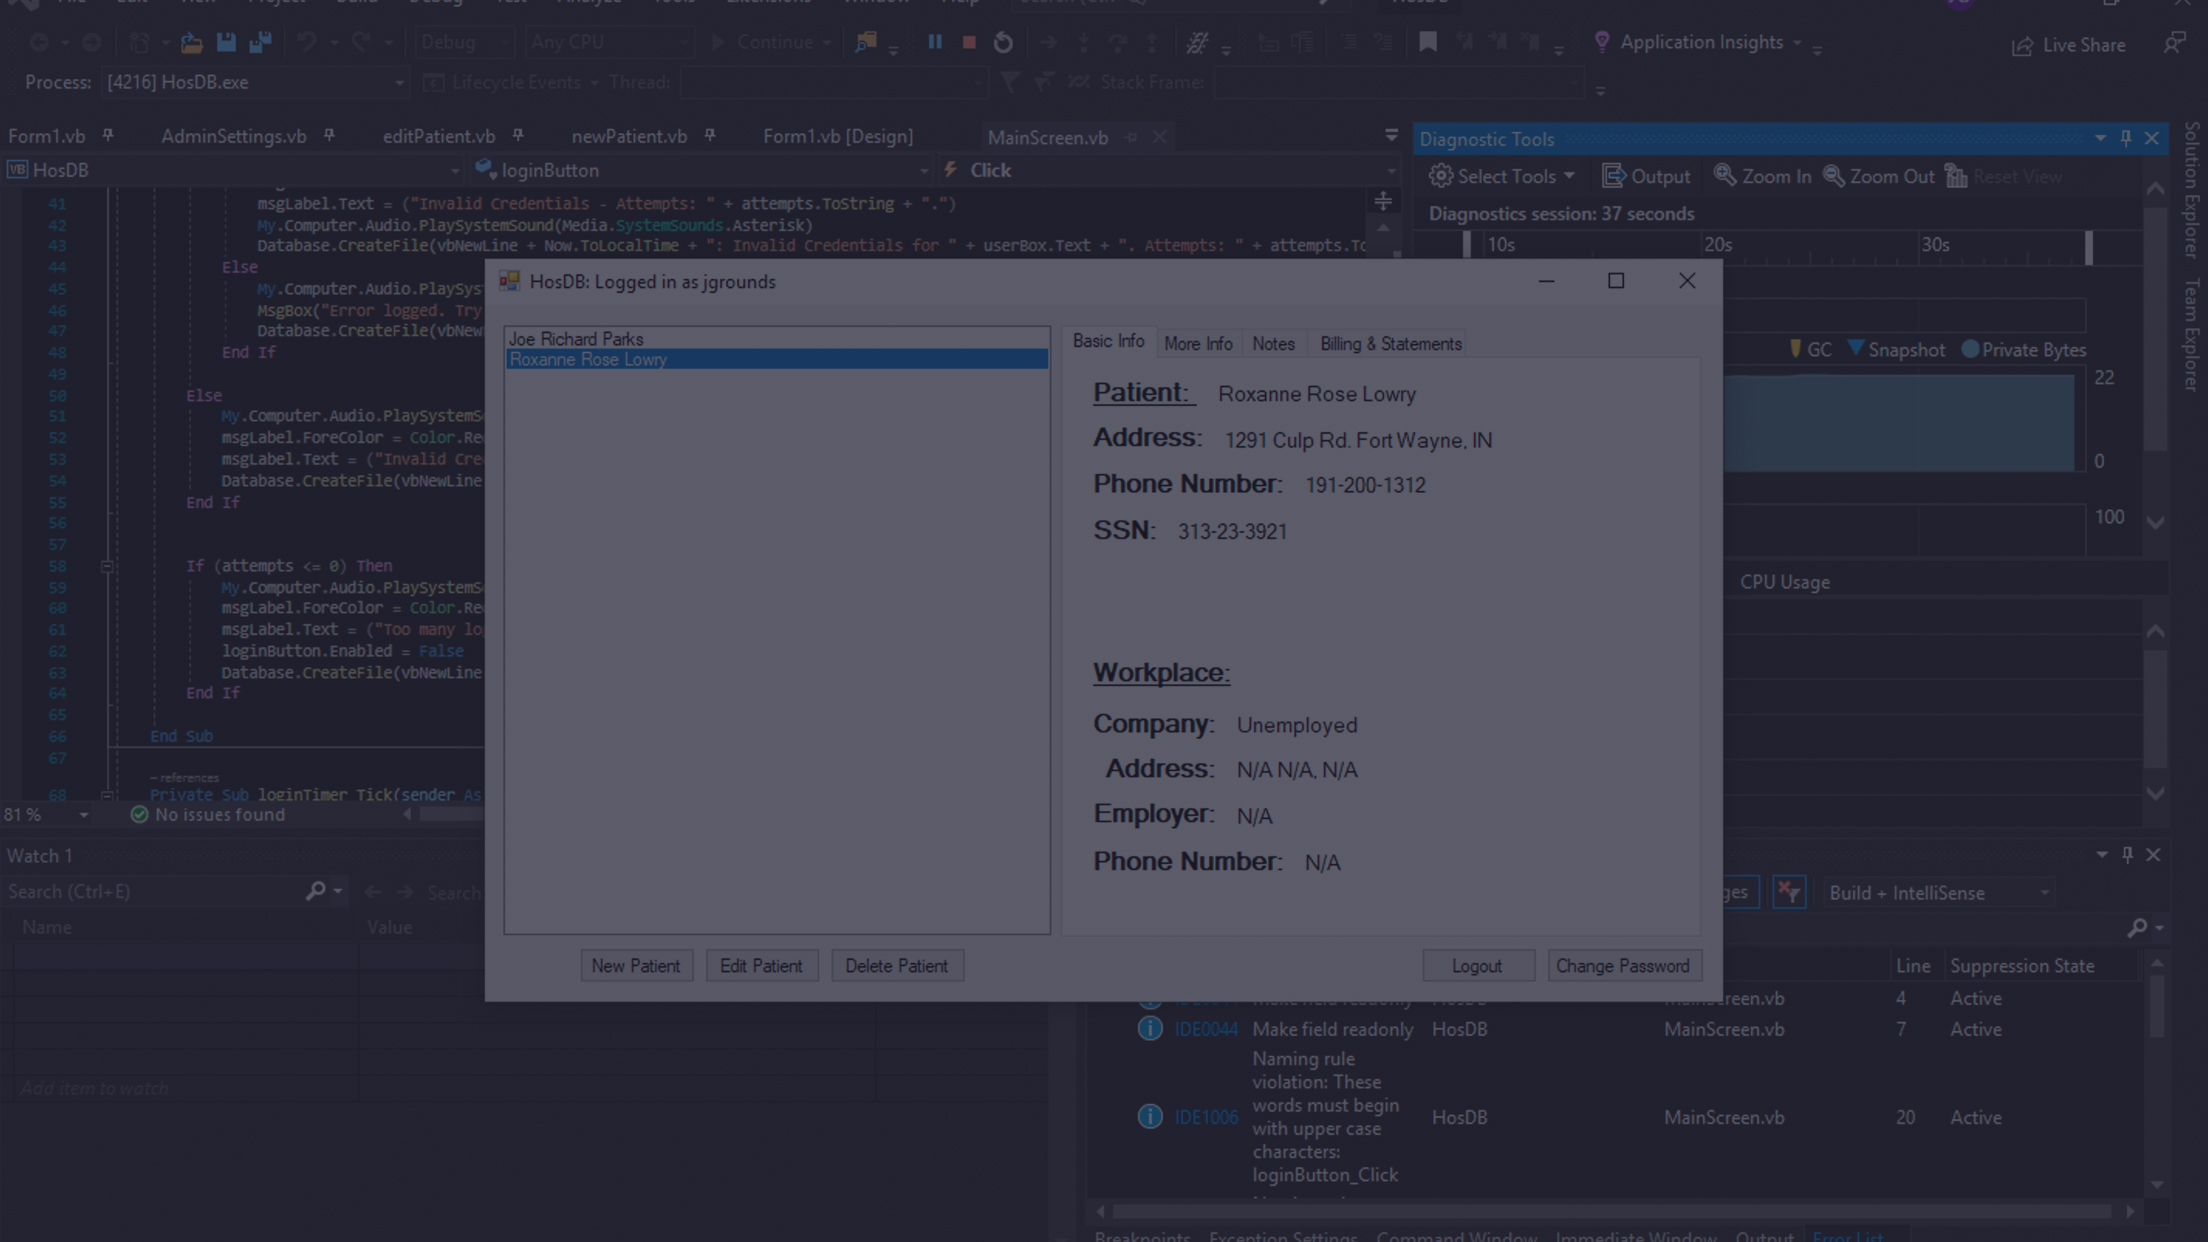 Debug
Any CPU
Continue
Application Insights
Live Share
Process: [4216] HosDB.exe
Lifecycle Events
Thread:
Stack Frame:
Form1.vb
AdminSettings.vb
editPatient.vb
newPatient.vb
Form1.vb [Design]
MainScreen.vb
VB HosDB
loginButton
Click
41 msgLabel.Text = ("Invalid Credentials - Attempts: " + attempts.ToString + ".")
42 My.Computer.Audio.PlaySystemSound(Media.SystemSounds.Asterisk)
43 Database.CreateFile(vbNewLine + Now.ToLocalTime + ": Invalid Credentials for " + userBox.Text + ". Attempts: " + attempts.To
44 Else
45 My.Computer.Audio.PlaySys
46 MsgBox("Error logged. Try
47 Database.CreateFile(vbNew
48 End If
49
50 Else
51 My.Computer.Audio.PlaySystemS
52 msgLabel.ForeColor = Color.Re
53 msgLabel.Text = ("Invalid Cre
54 Database.CreateFile(vbNewLine
55 End If
56
57
58 If (attempts <= 0) Then
59 My.Computer.Audio.PlaySystemS
60 msgLabel.ForeColor = Color.Re
61 msgLabel.Text = ("Too many lo
62 loginButton.Enabled = False
63 Database.CreateFile(vbNewLine
64 End If
65
66 End Sub
67
– references
68 Private Sub loginTimer_Tick(sender As
81 %
No issues found
Diagnostic Tools
Select Tools
Output
Zoom In
Zoom Out
Reset View
Diagnostics session: 37 seconds
10s
20s
30s
GC
Snapshot
Private Bytes
22
0
100
CPU Usage
Solution Explorer
Team Explorer
HosDB: Logged in as jgrounds
Joe Richard Parks
Roxanne Rose Lowry
Basic Info
More Info
Notes
Billing & Statements
Patient: Roxanne Rose Lowry
Address: 1291 Culp Rd. Fort Wayne, IN
Phone Number: 191-200-1312
SSN: 313-23-3921
Workplace:
Company: Unemployed
Address: N/A N/A, N/A
Employer: N/A
Phone Number: N/A
New Patient
Edit Patient
Delete Patient
Logout
Change Password
Watch 1
Search (Ctrl+E)
Search
Name
Value
Add item to watch
ges
Build + IntelliSense
Line
Suppression State
4
Active
IDE0044
Make field readonly
HosDB
MainScreen.vb
7
Active
IDE1006
Naming rule
violation: These
words must begin
with upper case
characters:
loginButton_Click
HosDB
MainScreen.vb
20
Active
Breakpoints
Exception Settings
Command Window
Immediate Window
Output
Error List